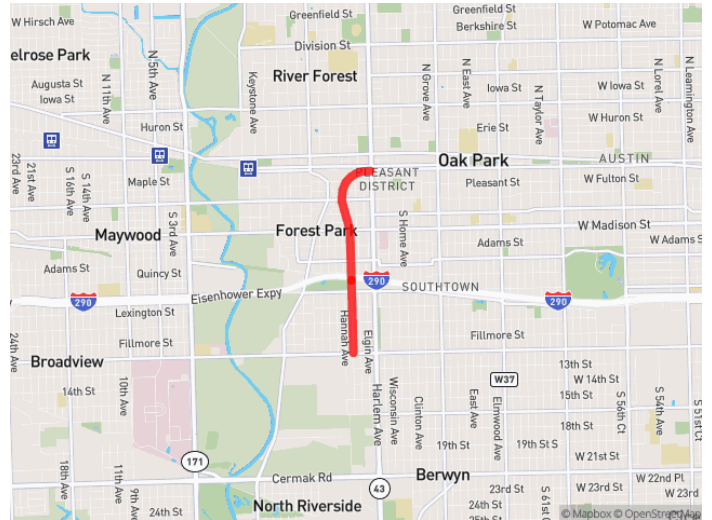 W Hirsch Ave
Greenfield St
Berkshire St
W Potomac Ave
elrose Park
N 11th Ave
N 5th Ave
Division St
Keystone Ave
River Forest
N Grove Ave
N Taylor Ave
N Lorel Ave
N Leamington Ave
Augusta St
Iowa St
Iowa St
W Iowa St
Huron St
Erie St
W Huron St
23rd Ave
21st Ave
S 16th Ave
S 14th Ave
Maple St
S 3rd Ave
PLEASANT
DISTRICT
Oak Park
Pleasant St
AUSTIN
W Fulton St
Maywood
Forest Park
S Home Ave
W Madison St
Adams St
Quincy St
Adams St
W Adams St
290
Lexington St
Eisenhower Expy
290
SOUTHTOWN
290
24th Ave
Fillmore St
Hannah Ave
Elgin Ave
Fillmore St
Broadview
14th St
10th Ave
Harlem Ave
Wisconsin Ave
Clinton Ave
East Ave
W37
Elmwood Ave
13th St
W 14th St
15th St
S 56th Ct
S 54th Ave
S 51st Ct
18th St
19th St
19th St S
W 21st St
18th Ave
11th Ave
9th Ave
171
Cermak Rd
43
Berwyn
W 22nd Pl
23rd St
W 23rd St
W 23rd
24th St
North Riverside
24th St
25th St
S 61st Ct
© Mapbox © OpenStreetMap